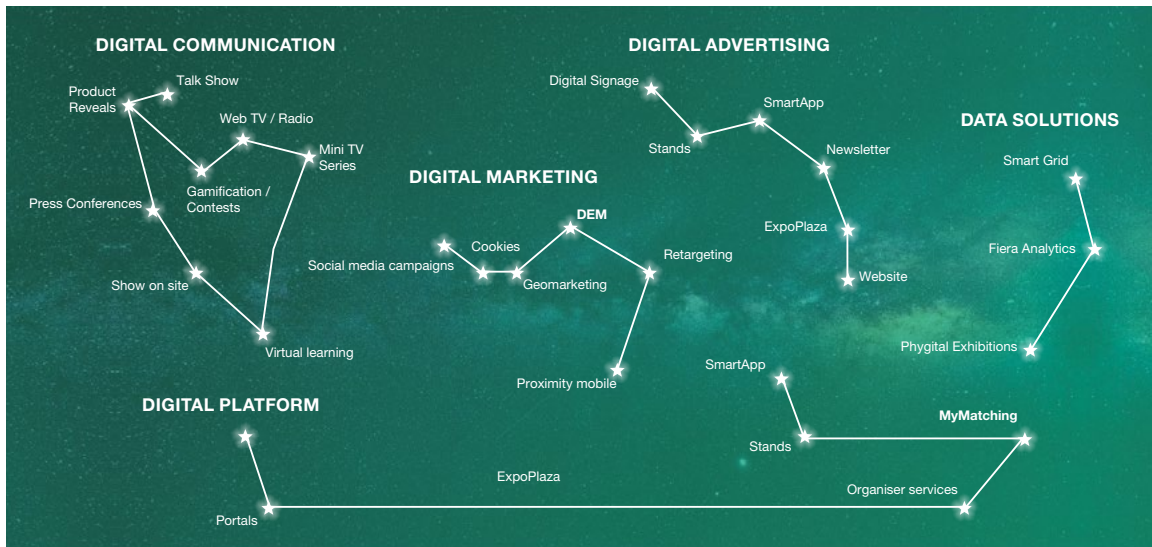 DIGITAL COMMUNICATION
Talk Show
Product
Reveals
Web TV / Radio
Mini TV
Series
Gamification /
Contests
Press Conferences
Show on site
Virtual learning
DIGITAL MARKETING
DEM
Cookies
Social media campaigns
Geomarketing
Retargeting
Proximity mobile
DIGITAL ADVERTISING
Digital Signage
SmartApp
Stands
Newsletter
ExpoPlaza
Website
DATA SOLUTIONS
Smart Grid
Fiera Analytics
Phygital Exhibitions
DIGITAL PLATFORM
Portals
ExpoPlaza
SmartApp
Stands
MyMatching
Organiser services